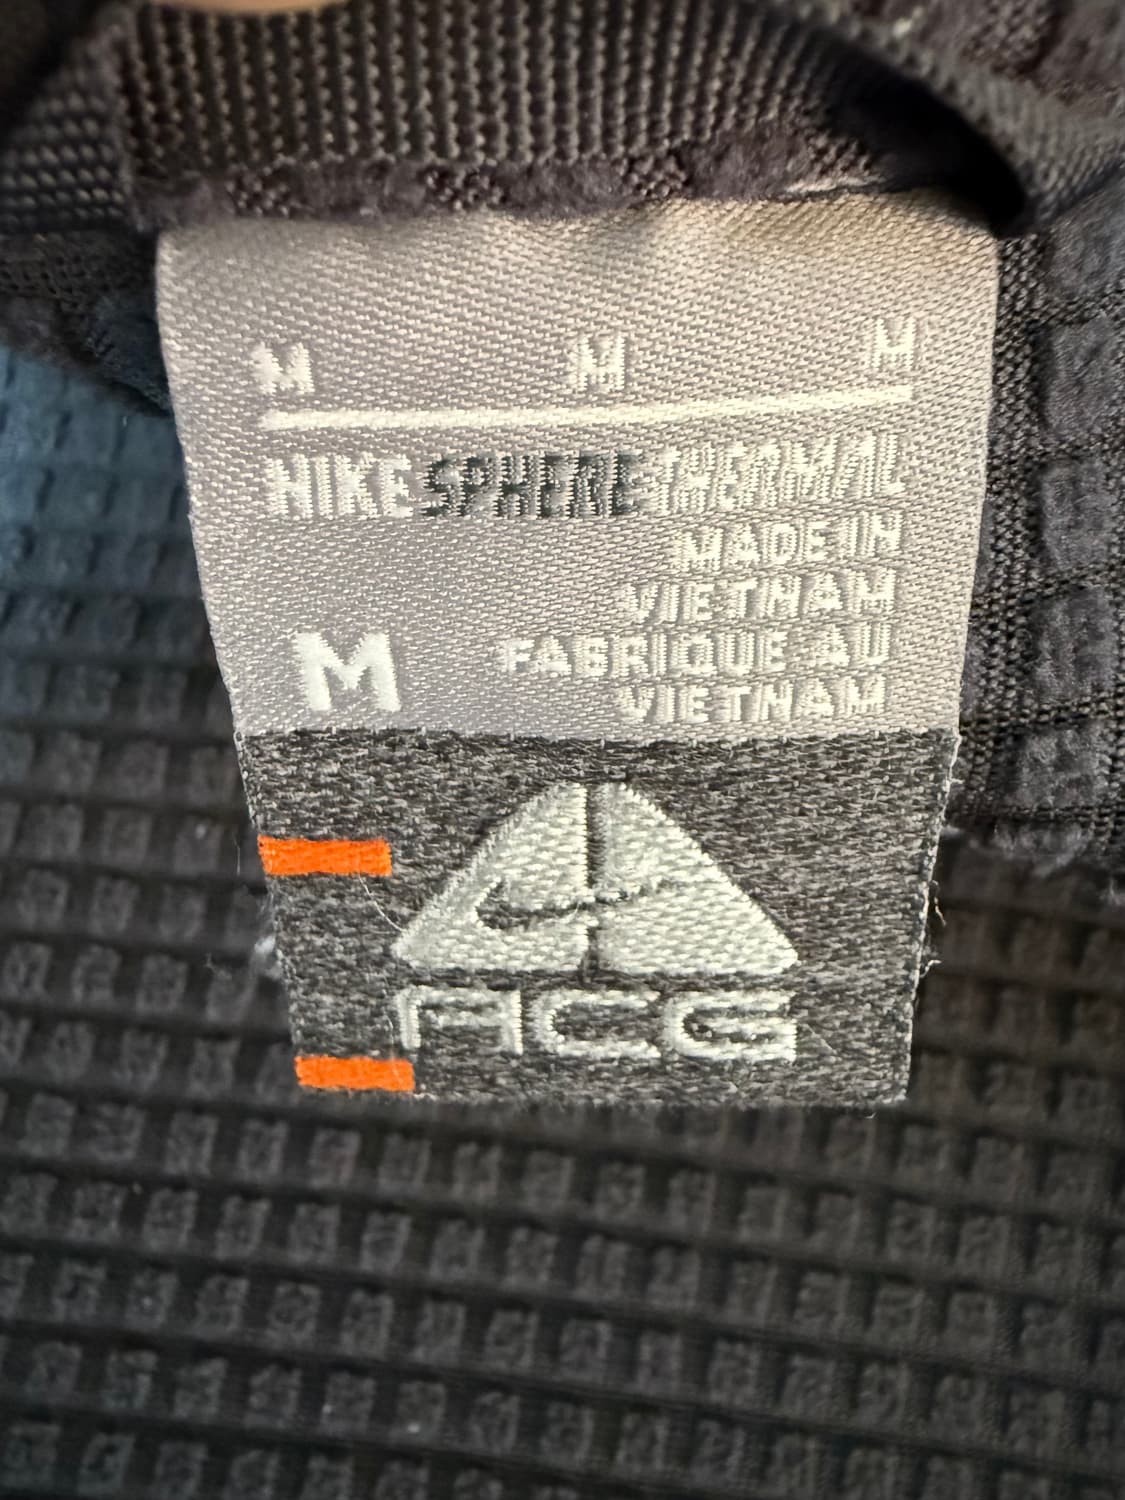 M M M
NIKE SPHERE THERMAL
MADE IN
VIETNAM
M FABRIQUE AU
VIETNAM
ACG